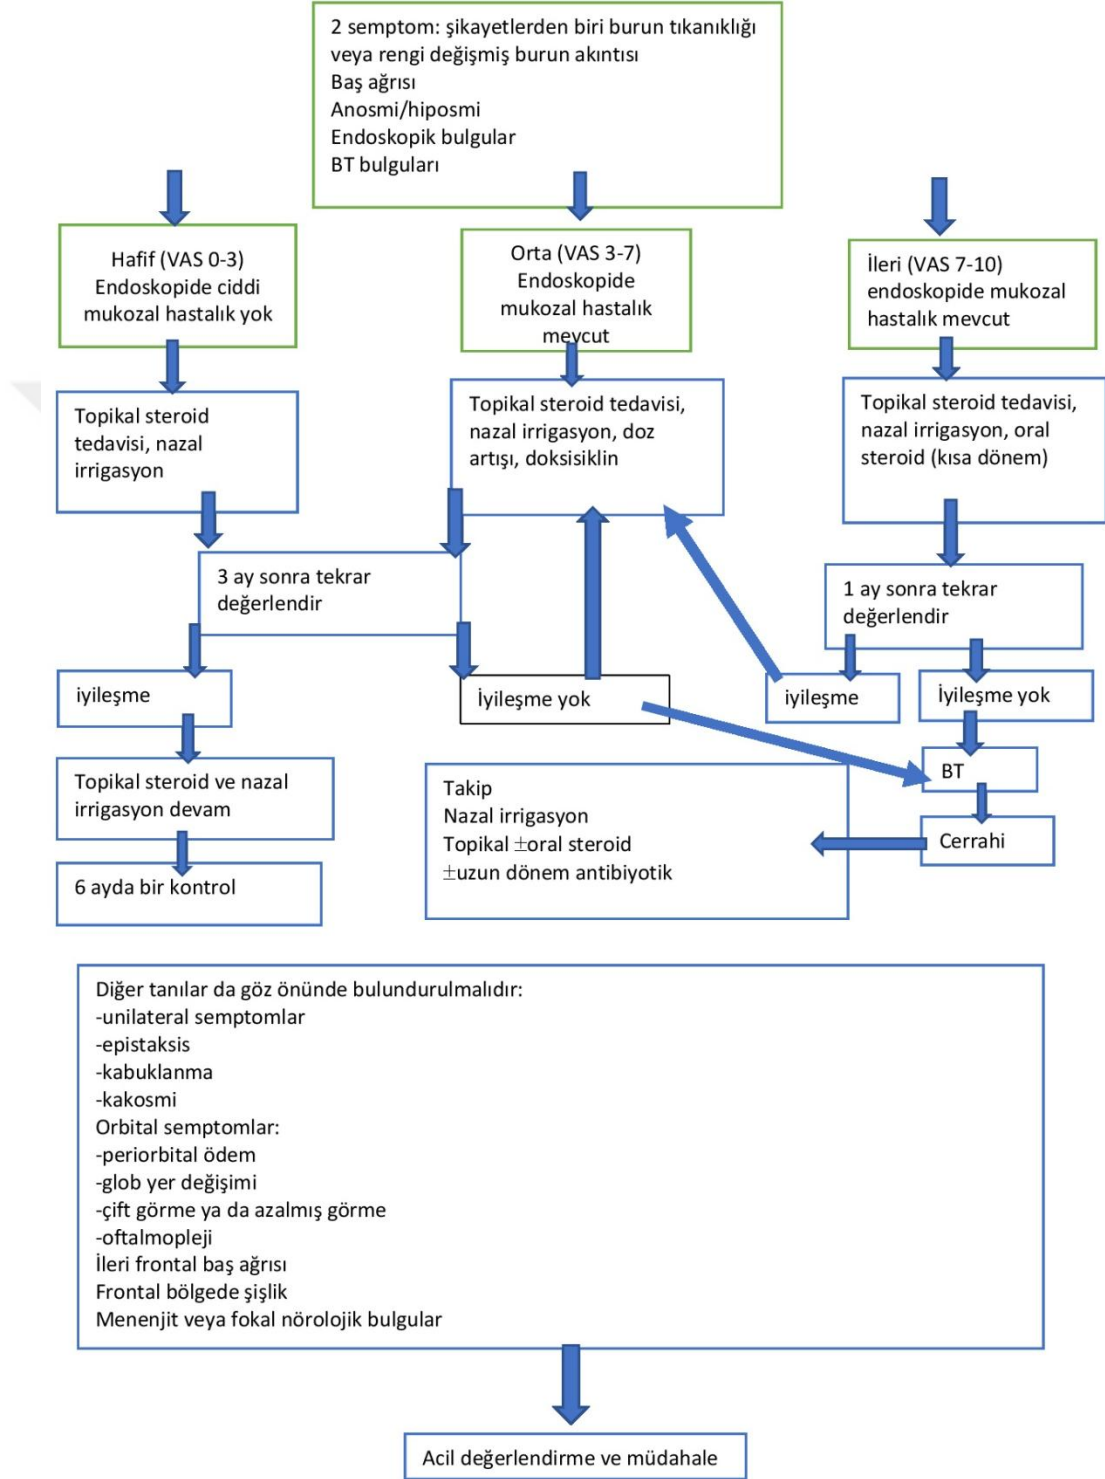 2 semptom: şikayetlerden biri burun tıkanıklığı
veya rengi değişmiş burun akıntısı
Baş ağrısı
Anosmi/hiposmi
Endoskopik bulgular
BT bulguları
Hafif (VAS 0-3)
Endoskopide ciddi
mukozal hastalık yok
Orta (VAS 3-7)
Endoskopide
mukozal hastalık
mevcut
İleri (VAS 7-10)
endoskopide mukozal
hastalık mevcut
Topikal steroid
tedavisi, nazal
irrigasyon
Topikal steroid tedavisi,
nazal irrigasyon, doz
artışı, doksisiklin
Topikal steroid tedavisi,
nazal irrigasyon, oral
steroid (kısa dönem)
3 ay sonra tekrar
değerlendir
1 ay sonra tekrar
değerlendir
iyileşme
İyileşme yok
iyileşme
İyileşme yok
Topikal steroid ve nazal
irrigasyon devam
6 ayda bir kontrol
BT
Cerrahi
Takip
Nazal irrigasyon
Topikal ±oral steroid
±uzun dönem antibiyotik
Diğer tanılar da göz önünde bulundurulmalıdır:
-unilateral semptomlar
-epistaksis
-kabuklanma
-kakosmi
Orbital semptomlar:
-periorbital ödem
-glob yer değişimi
-çift görme ya da azalmış görme
-oftalmopleji
İleri frontal baş ağrısı
Frontal bölgede şişlik
Menenjit veya fokal nörolojik bulgular
Acil değerlendirme ve müdahale